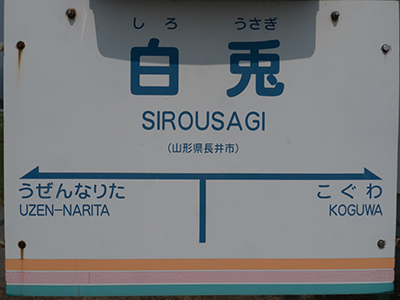 しろ うさぎ
白兎
SIROUSAGI
(山形県長井市)
うぜんなりた こぐわ
UZEN-NARITA KOGUWA